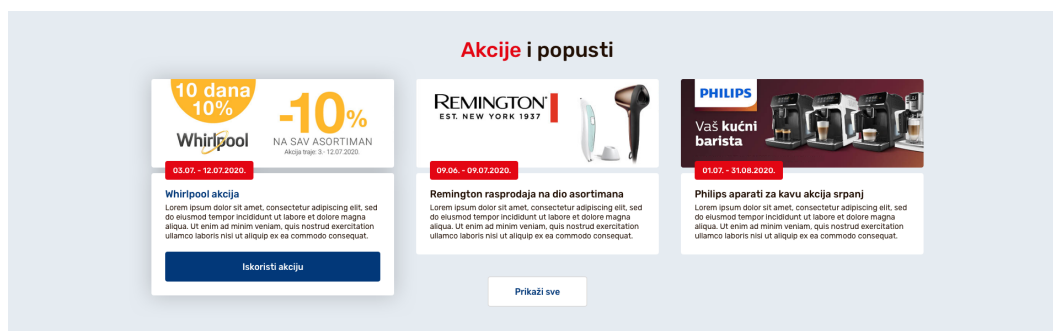 Akcije i popusti
10 dana
10%
Whirlpool
-10%
NA SAV ASORTIMAN
Akcija traje: 3.- 12.07.2020.
03.07. - 12.07.2020.
Whirlpool akcija
Lorem ipsum dolor sit amet, consectetur adipiscing elit, sed
do eiusmod tempor incididunt ut labore et dolore magna
aliqua. Ut enim ad minim veniam, quis nostrud exercitation
ullamco laboris nisi ut aliquip ex ea commodo consequat.
Iskoristi akciju
REMINGTON
EST. NEW YORK 1937
09.06. - 09.07.2020.
Remington rasprodaja na dio asortimana
Lorem ipsum dolor sit amet, consectetur adipiscing elit, sed
do eiusmod tempor incididunt ut labore et dolore magna
aliqua. Ut enim ad minim veniam, quis nostrud exercitation
ullamco laboris nisi ut aliquip ex ea commodo consequat.
PHILIPS
Vaš kućni
barista
01.07. - 31.08.2020.
Philips aparati za kavu akcija srpanj
Lorem ipsum dolor sit amet, consectetur adipiscing elit, sed
do eiusmod tempor incididunt ut labore et dolore magna
aliqua. Ut enim ad minim veniam, quis nostrud exercitation
ullamco laboris nisi ut aliquip ex ea commodo consequat.
Prikaži sve